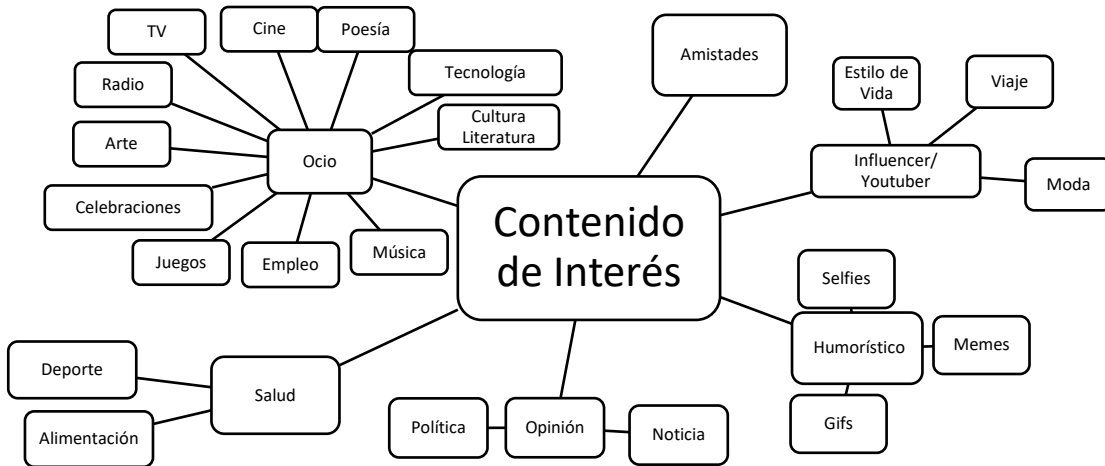 TV
Cine
Poesía
Tecnología
Radio
Cultura
Literatura
Arte
Ocio
Celebraciones
Juegos
Empleo
Música
Amistades
Estilo de
Vida
Viaje
Influencer/
Youtuber
Moda
Contenido
de Interés
Selfies
Humorístico
Memes
Gifs
Deporte
Salud
Alimentación
Política
Opinión
Noticia